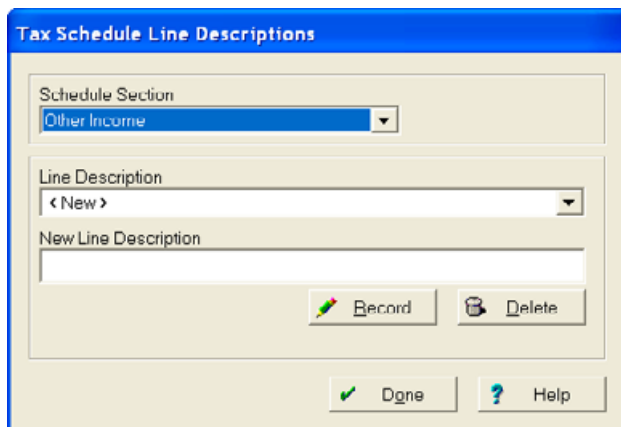 Tax Schedule Line Descriptions
Schedule Section
Other Income
Line Description
<New>
New Line Description
Record Delete
Done ? Help